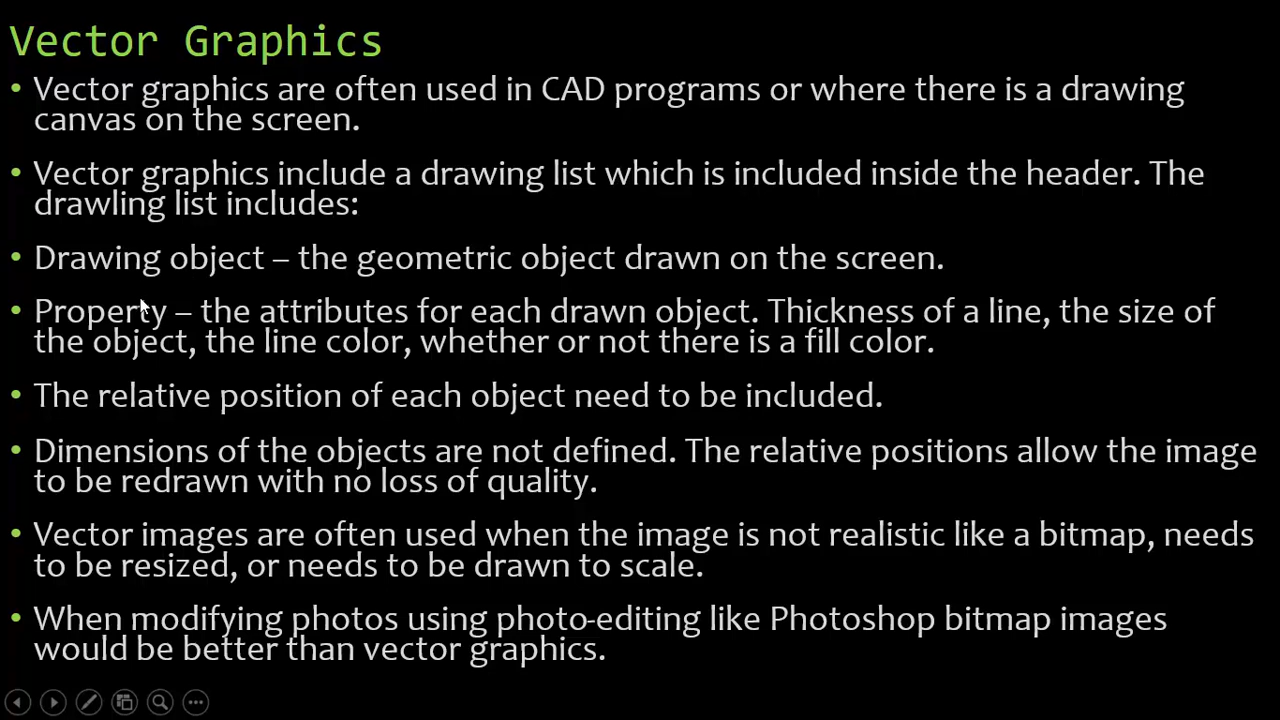 Vector Graphics
• Vector graphics are often used in CAD programs or where there is a drawing
canvas on the screen.
• Vector graphics include a drawing list which is included inside the header. The
drawling list includes:
• Drawing object – the geometric object drawn on the screen.
• Property – the attributes for each drawn object. Thickness of a line, the size of
the object, the line color, whether or not there is a fill color.
• The relative position of each object need to be included.
• Dimensions of the objects are not defined. The relative positions allow the image
to be redrawn with no loss of quality.
• Vector images are often used when the image is not realistic like a bitmap, needs
to be resized, or needs to be drawn to scale.
• When modifying photos using photo-editing like Photoshop bitmap images
would be better than vector graphics.